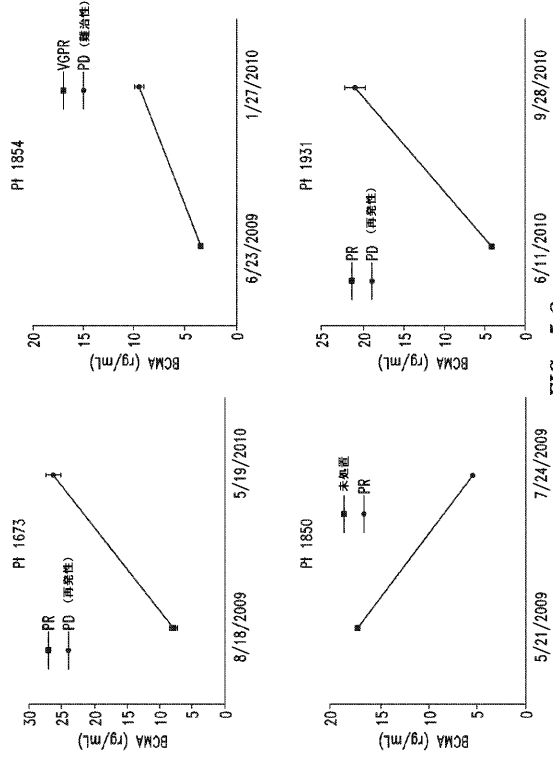 Pt 1673
PR
PD (再発性)
BCMA (rg/mL)
30
25
20
15
10
5
0
8/18/2009
5/19/2010
Pt 1854
VGPR
PD (難治性)
BCMA (rg/mL)
20
15
10
5
0
6/23/2009
1/27/2010
Pt 1850
未処置
PR
BCMA (rg/mL)
20
15
10
5
0
5/21/2009
7/24/2009
Pt 1931
PR
PD (再発性)
BCMA (rg/mL)
25
20
15
10
5
0
6/11/2010
9/28/2010